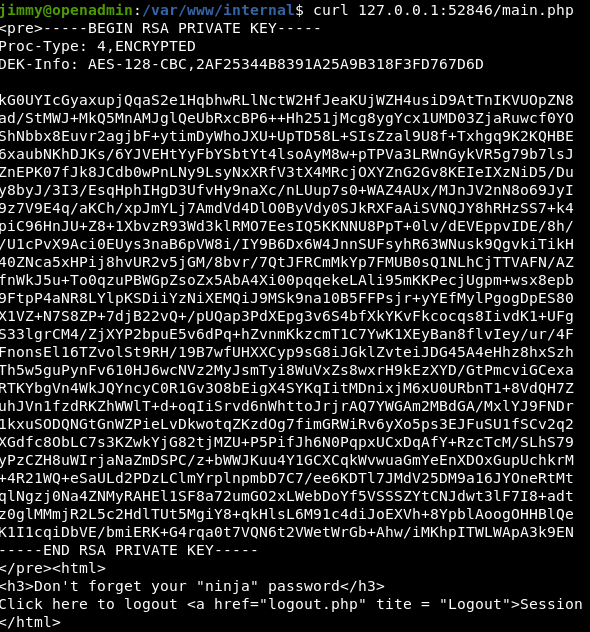 jimmy@openadmin:/var/www/internal$ curl 127.0.0.1:52846/main.php
<pre>-----BEGIN RSA PRIVATE KEY-----
Proc-Type: 4,ENCRYPTED
DEK-Info: AES-128-CBC,2AF25344B8391A25A9B318F3FD767D6D

kG0UYIcGyaxupjQqaS2e1HqbhwRLlNctW2HfJeaKUjWZH4usiD9AtTnIKVUOpZN8
ad/StMWJ+MkQ5MnAMJglQeUbRxcBP6++Hh251jMcg8ygYcx1UMD03ZjaRuwcf0YO
ShNbbx8Euvr2agjbF+ytimDyWhoJXU+UpTD58L+SIsZzal9U8f+Txhgq9K2KQHBE
6xaubNKhDJKs/6YJVEHtYyFbYSbtYt4lsoAyM8w+pTPVa3LRWnGykVR5g79b7lsJ
ZnEPK07fJk8JCdb0wPnLNy9LsyNxXRfV3tX4MRcjOXYZnG2Gv8KEIeIXzNiD5/Du
y8byJ/3I3/EsqHphIHgD3UfvHy9naXc/nLUup7s0+WAZ4AUx/MJnJV2nN8o69JyI
9z7V9E4q/aKCh/xpJmYLj7AmdVd4DlO0ByVdy0SJkRXFaAiSVNQJY8hRHzSS7+k4
piC96HnJU+Z8+1XbvzR93Wd3klRMO7EesIQ5KKNNU8PpT+0lv/dEVEppvIDE/8h/
/U1cPvX9Aci0EUys3naB6pVW8i/IY9B6Dx6W4JnnSUFsyhR63WNusk9QgvkiTikH
40ZNca5xHPij8hvUR2v5jGM/8bvr/7QtJFRCmMkYp7FMUB0sQ1NLhCjTTVAFN/AZ
fnWkJ5u+To0qzuPBWGpZsoZx5AbA4Xi00pqqekeLAli95mKKPecjUgpm+wsx8epb
9FtpP4aNR8LYlpKSDiiYzNiXEMQiJ9MSk9na10B5FFPsjr+yYEfMylPgogDpES80
X1VZ+N7S8ZP+7djB22vQ+/pUQap3PdXEpg3v6S4bfXkYKvFkcocqs8IivdK1+UFg
S33lgrCM4/ZjXYP2bpuE5v6dPq+hZvnmKkzcmT1C7YwK1XEyBan8flvIey/ur/4F
FnonsEl16TZvolSt9RH/19B7wfUHXXCyp9sG8iJGklZvteiJDG45A4eHhz8hxSzh
Th5w5guPynFv610HJ6wcNVz2MyJsmTyi8WuVxZs8wxrH9kEzXYD/GtPmcviGCexa
RTKYbgVn4WkJQYncyC0R1Gv3O8bEigX4SYKqIitMDnixjM6xU0URbnT1+8VdQH7Z
uhJVn1fzdRKZhWWlT+d+oqIiSrvd6nWhttoJrjrAQ7YWGAm2MBdGA/MxlYJ9FNDr
1kxuSODQNGtGnWZPieLvDkwotqZKzdOg7fimGRWiRv6yXo5ps3EJFuSU1fSCv2q2
XGdfc8ObLC7s3KZwkYjG82tjMZU+P5PifJh6N0PqpxUCxDqAfY+RzcTcM/SLhS79
yPzCZH8uWIrjaNaZmDSPC/z+bWWJKuu4Y1GCXCqkWvwuaGmYeEnXDOxGupUchkrM
+4R21WQ+eSaULd2PDzLClmYrplnpmbD7C7/ee6KDTl7JMdV25DM9a16JYOneRtMt
qlNgzj0Na4ZNMyRAHEl1SF8a72umGO2xLWebDoYf5VSSSZYtCNJdwt3lF7I8+adt
z0glMMmjR2L5c2HdlTUt5MgiY8+qkHlsL6M91c4diJoEXVh+8YpblAoogOHHBlQe
K1I1cqiDbVE/bmiERK+G4rqa0t7VQN6t2VWetWrGb+Ahw/iMKhpITWLWApA3k9EN
-----END RSA PRIVATE KEY-----
</pre><html>
<h3>Don't forget your "ninja" password</h3>
Click here to logout <a href="logout.php" tite = "Logout">Session
</html>